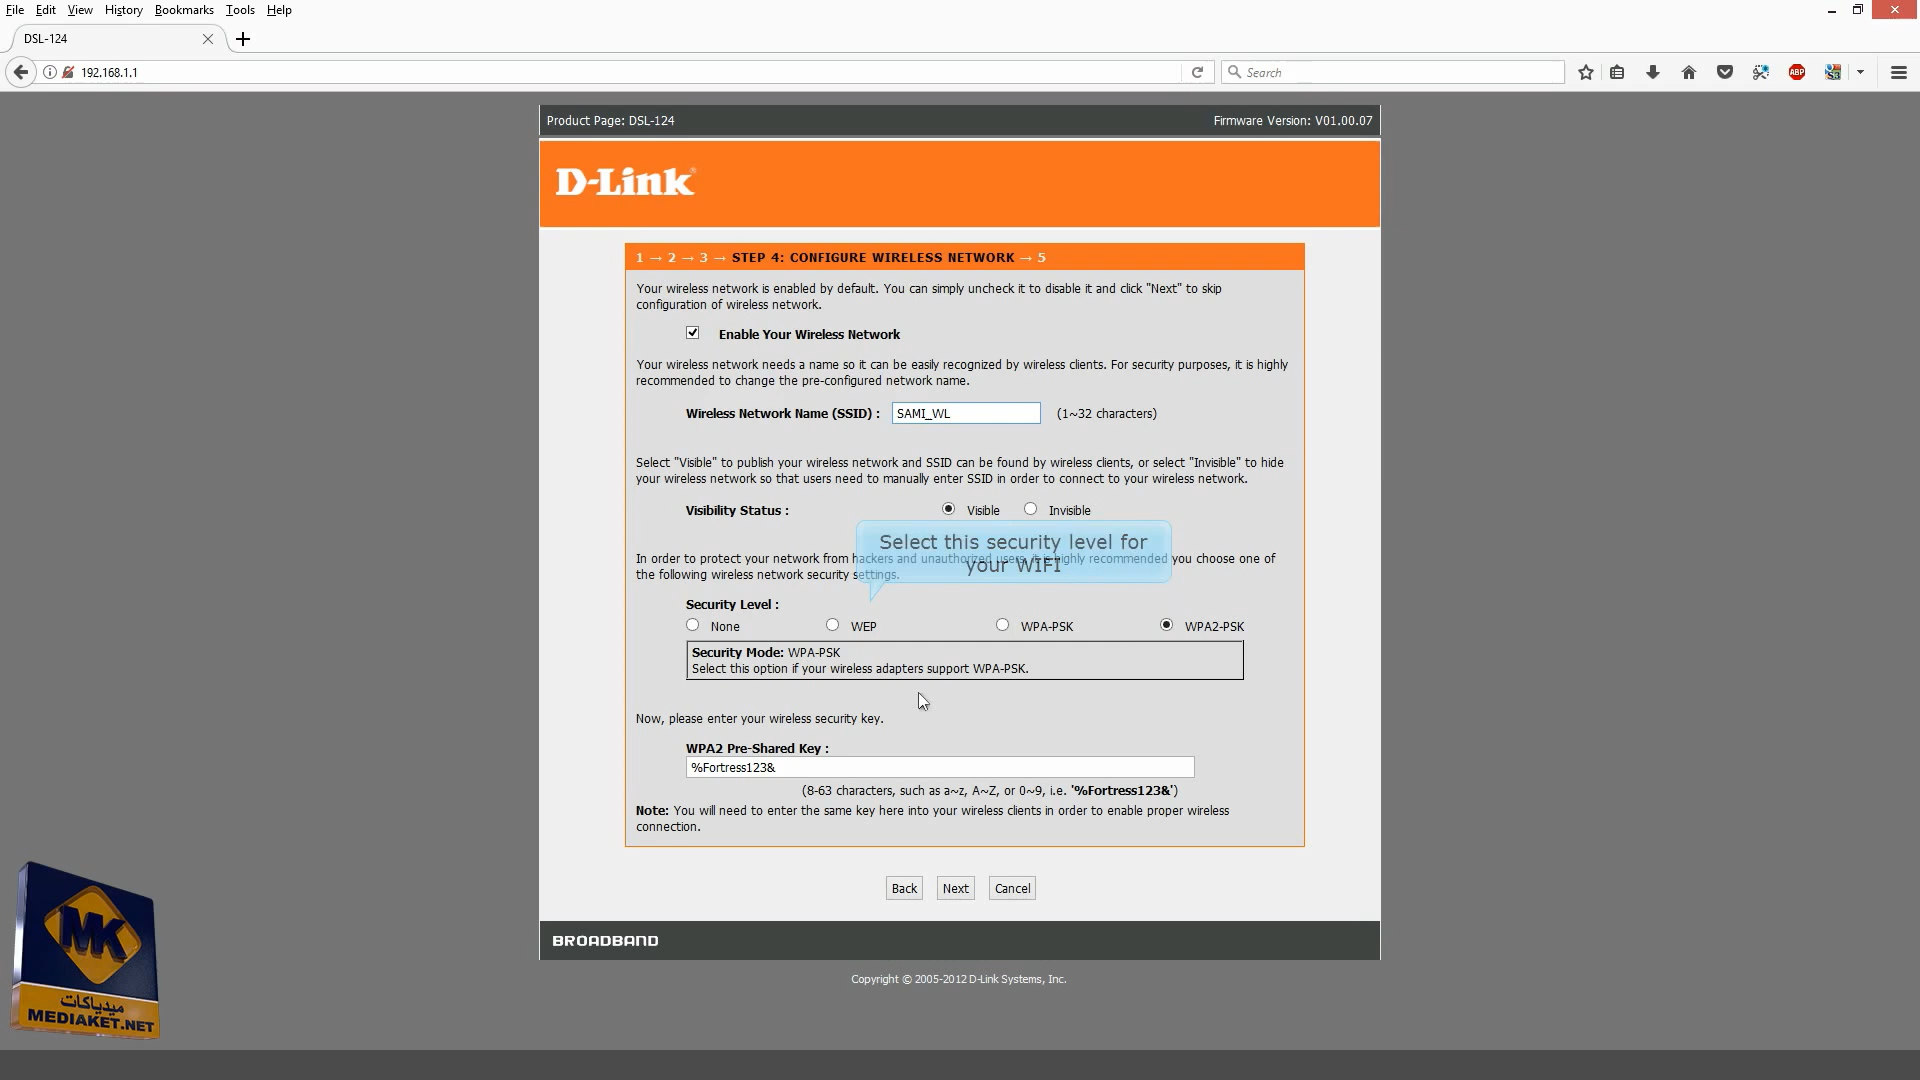 File Edit View History Bookmarks Tools Help
DSL-124
192.168.1.1
Search
ABP
Product Page: DSL-124 Firmware Version: V01.00.07
D-Link
1 → 2 → 3 → STEP 4: CONFIGURE WIRELESS NETWORK → 5
Your wireless network is enabled by default. You can simply uncheck it to disable it and click "Next" to skip
configuration of wireless network.
Enable Your Wireless Network
Your wireless network needs a name so it can be easily recognized by wireless clients. For security purposes, it is highly
recommended to change the pre-configured network name.
Wireless Network Name (SSID) : SAMI_WL (1~32 characters)
Select "Visible" to publish your wireless network and SSID can be found by wireless clients, or select "Invisible" to hide
your wireless network so that users need to manually enter SSID in order to connect to your wireless network.
Visibility Status : Visible Invisible
Select this security level for
your WIFI
In order to protect your network from hackers and unauthorized users, it is highly recommended you choose one of
the following wireless network security settings.
Security Level :
None WEP WPA-PSK WPA2-PSK
Security Mode: WPA-PSK
Select this option if your wireless adapters support WPA-PSK.
Now, please enter your wireless security key.
WPA2 Pre-Shared Key :
%Fortress123&
(8-63 characters, such as a~z, A~Z, or 0~9, i.e. '%Fortress123&')
Note: You will need to enter the same key here into your wireless clients in order to enable proper wireless
connection.
Back Next Cancel
BROADBAND
Copyright © 2005-2012 D-Link Systems, Inc.
MK
ميدياكات
MEDIAKET.NET